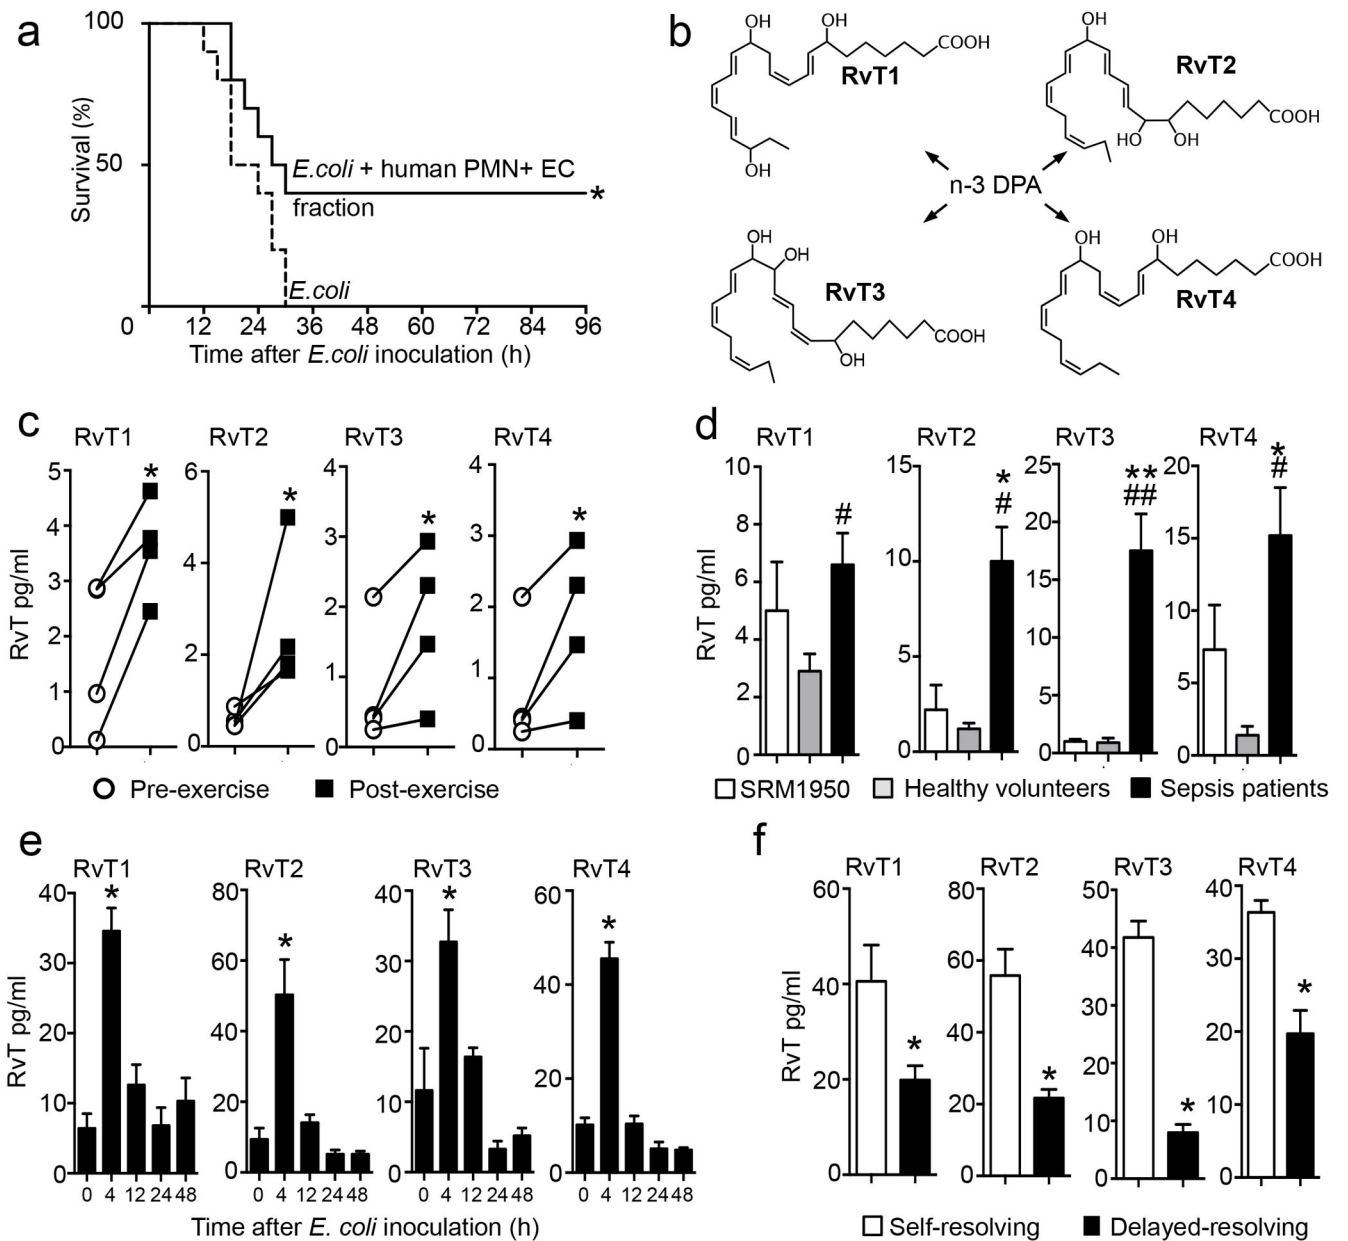 a
100
50
0
Survival (%)
E.coli + human PMN+ EC
fraction
*
E.coli
12 24 36 48 60 72 84 96
Time after E.coli inoculation (h)
b
OH OH COOH
RvT1
OH
OH
RvT2
COOH
HO OH
n-3 DPA
OH OH
RvT3
COOH
OH
OH OH COOH
RvT4
c
RvT1 RvT2 RvT3 RvT4
RvT pg/ml
5 4 3 2 1 0
*
6 4 2 0
*
4 3 2 1 0
*
4 3 2 1 0
*
Pre-exercise Post-exercise
d
RvT1 RvT2 RvT3 RvT4
RvT pg/ml
10 8 6 4 2 0
#
15 10 5 0
*
#
25 20 15 10 5 0
**
##
20 15 10 5 0
*
#
SRM1950 Healthy volunteers Sepsis patients
e
RvT1 RvT2 RvT3 RvT4
RvT pg/ml
40 30 20 10 0
*
80 60 40 20 0
*
40 30 20 10 0
*
60 40 20 0
*
0 4 12 24 48 0 4 12 24 48 0 4 12 24 48 0 4 12 24 48
Time after E. coli inoculation (h)
f
RvT1 RvT2 RvT3 RvT4
RvT pg/ml
60 40 20 0
*
80 60 40 20 0
*
50 40 30 20 10 0
*
40 30 20 10 0
*
Self-resolving Delayed-resolving